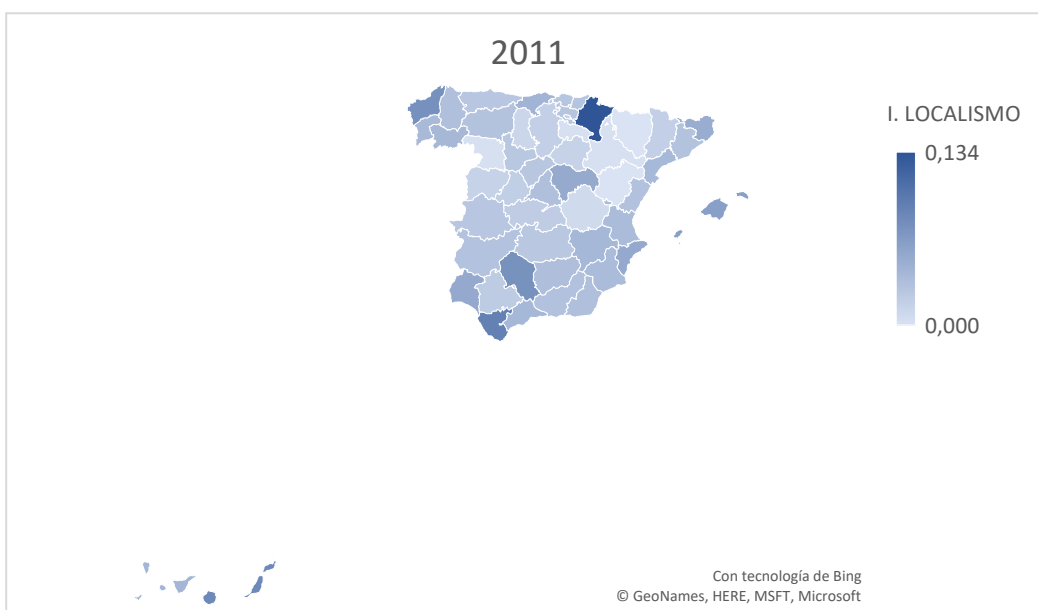 2011
I. LOCALISMO
0,134
0,000
Con tecnología de Bing
© GeoNames, HERE, MSFT, Microsoft